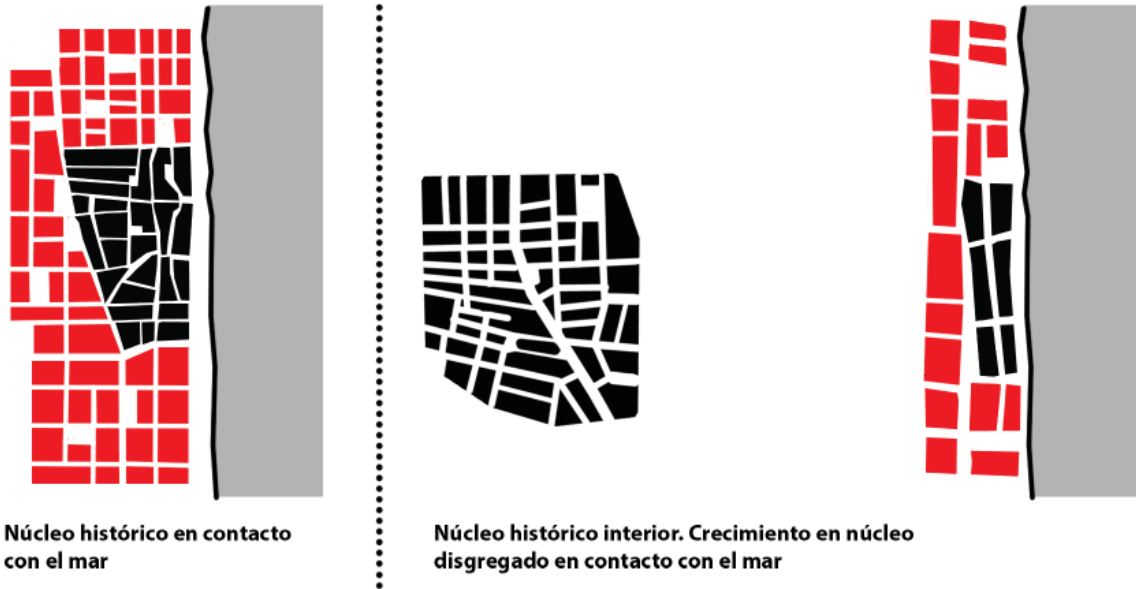 Núcleo histórico en contacto
con el mar
Núcleo histórico interior. Crecimiento en núcleo
disgregado en contacto con el mar